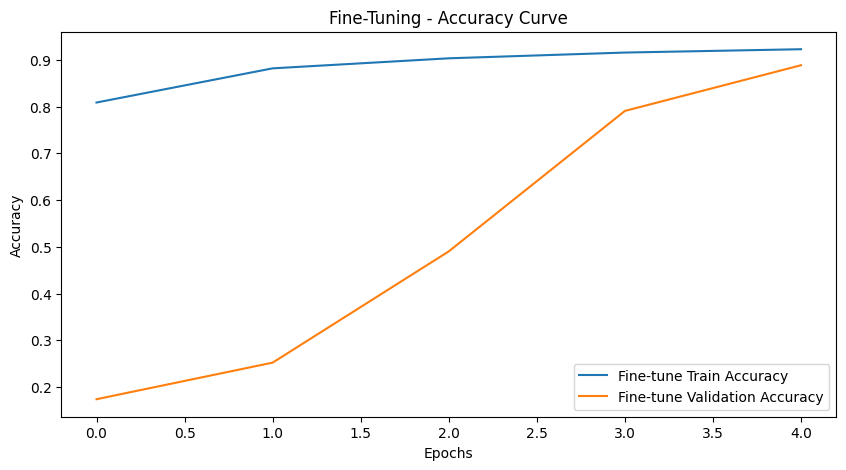 Fine-Tuning - Accuracy Curve
Accuracy
0.9
0.8
0.7
0.6
0.5
0.4
0.3
0.2
Fine-tune Train Accuracy
Fine-tune Validation Accuracy
0.0 0.5 1.0 1.5 2.0 2.5 3.0 3.5 4.0
Epochs